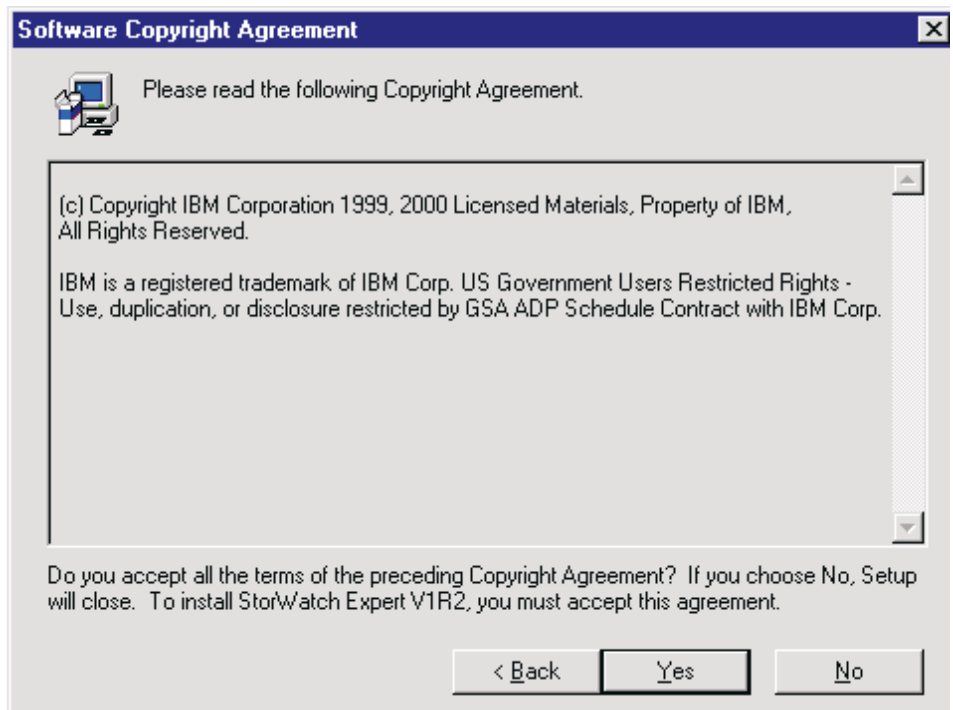 Software Copyright Agreement
Please read the following Copyright Agreement.
(c) Copyright IBM Corporation 1999, 2000 Licensed Materials, Property of IBM,
All Rights Reserved.
IBM is a registered trademark of IBM Corp. US Government Users Restricted Rights -
Use, duplication, or disclosure restricted by GSA ADP Schedule Contract with IBM Corp.
Do you accept all the terms of the preceding Copyright Agreement?  If you choose No, Setup
will close.  To install StorWatch Expert V1R2, you must accept this agreement.
< Back
Yes
No